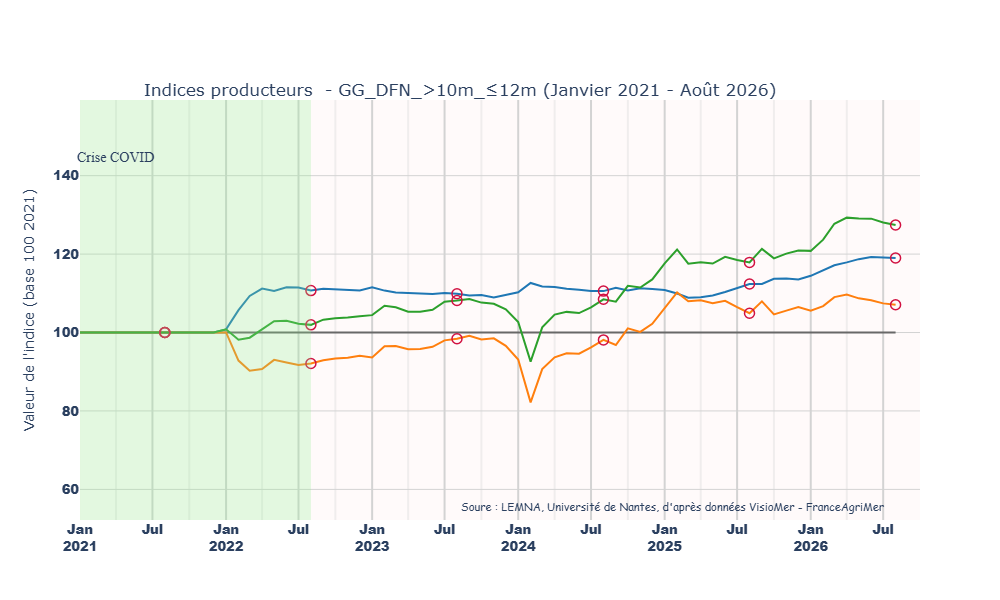 Indices producteurs - GG_DFN_>10m_≤12m (Janvier 2021 - Août 2026)
Crise COVID
Valeur de l'indice (base 100 2021)
140
120
100
80
60
Soure : LEMNA, Université de Nantes, d'après données VisioMer - FranceAgriMer
Jan Jul Jan Jul Jan Jul Jan Jul Jan Jul Jan Jul
2021 2022 2023 2024 2025 2026